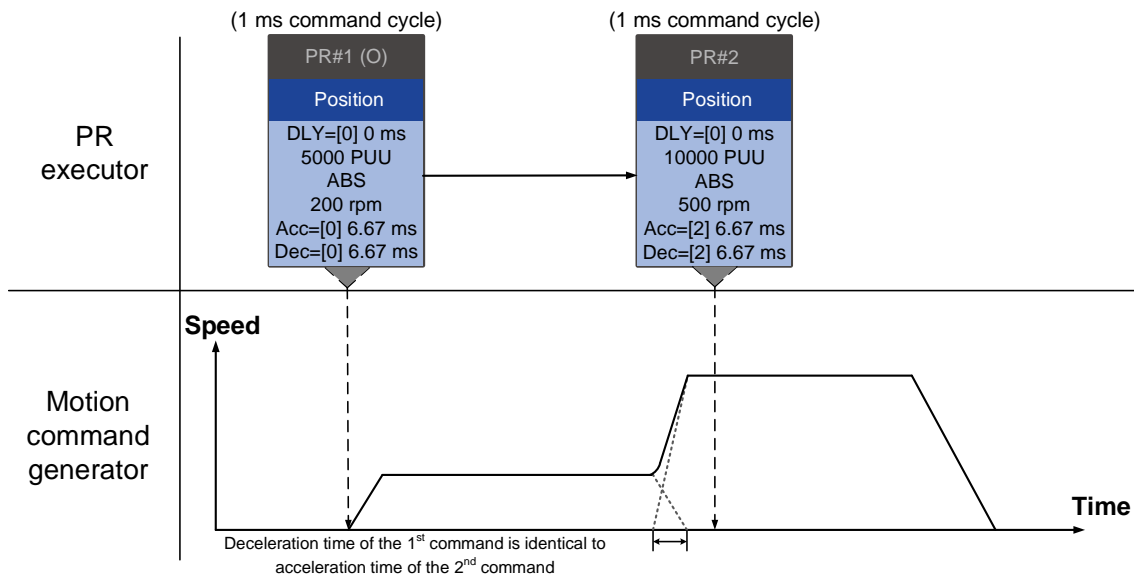 (1 ms command cycle)
(1 ms command cycle)
PR
executor
PR#1 (O)
Position
DLY=[0] 0 ms
5000 PUU
ABS
200 rpm
Acc=[0] 6.67 ms
Dec=[0] 6.67 ms
PR#2
Position
DLY=[0] 0 ms
10000 PUU
ABS
500 rpm
Acc=[2] 6.67 ms
Dec=[2] 6.67 ms
Motion
command
generator
Speed
Time
Deceleration time of the 1st command is identical to
acceleration time of the 2nd command